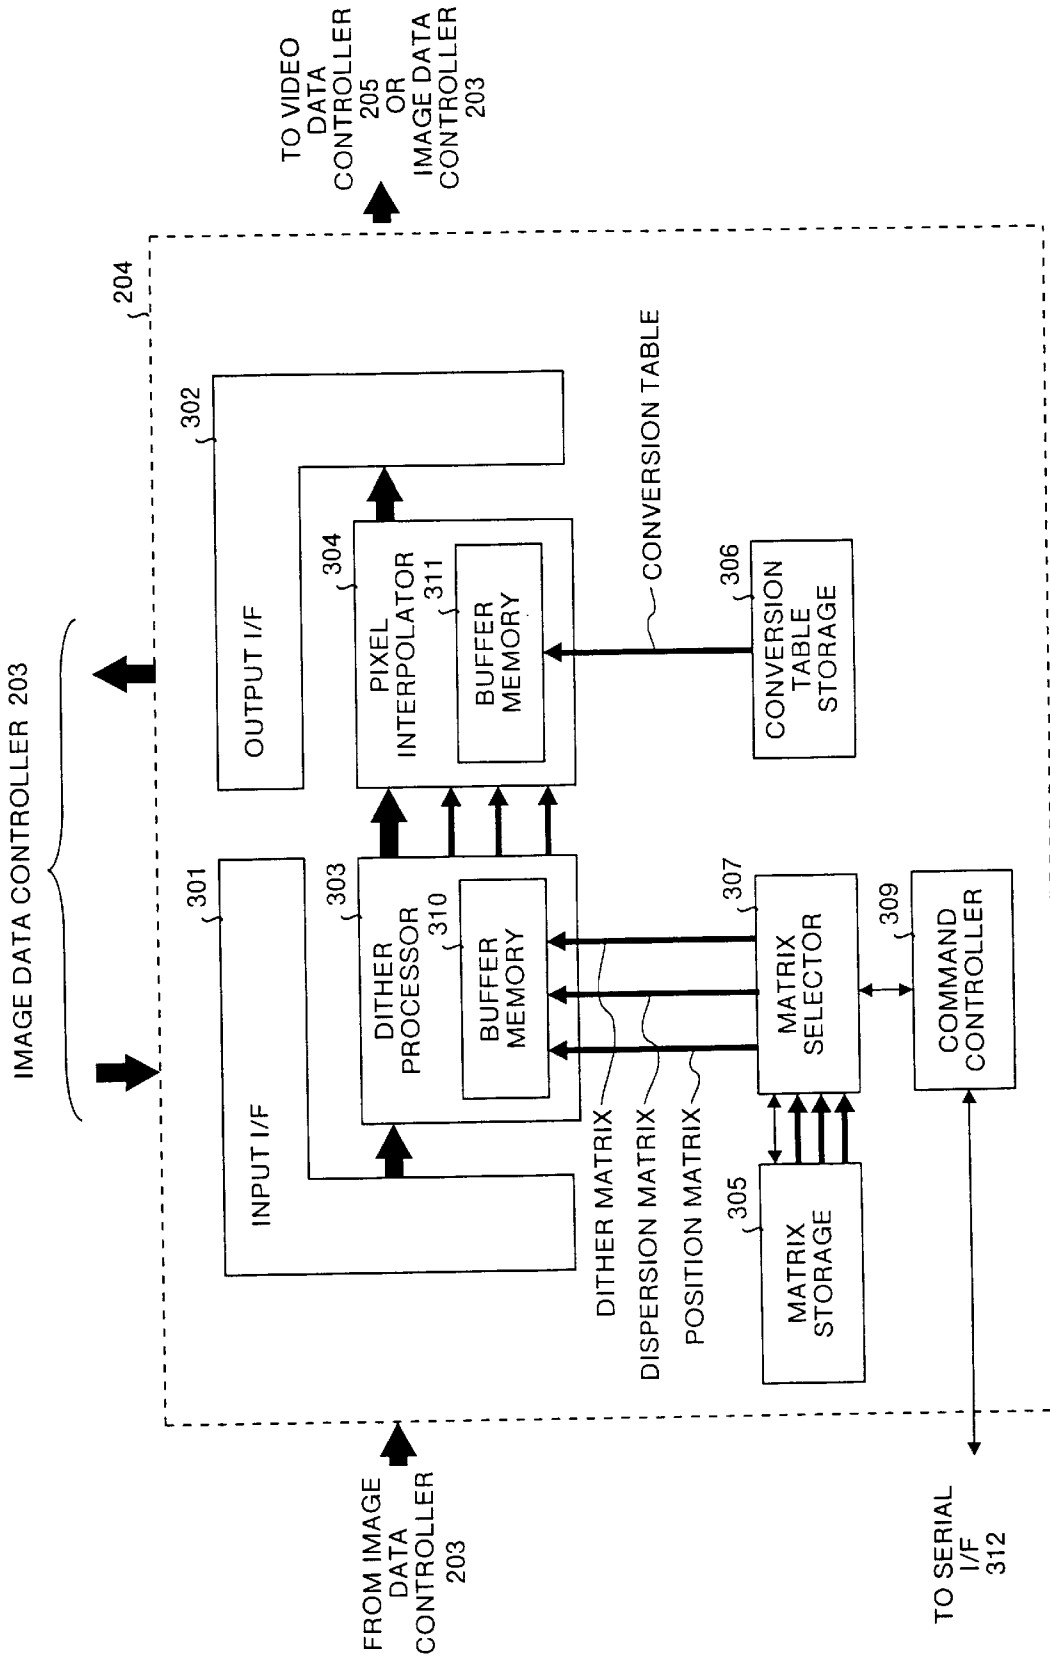 IMAGE DATA CONTROLLER 203
204
TO VIDEO
DATA
CONTROLLER
205
OR
IMAGE DATA
CONTROLLER
203
FROM IMAGE
DATA
CONTROLLER
203
301
INPUT I/F
302
OUTPUT I/F
303
DITHER
PROCESSOR
310
BUFFER
MEMORY
304
PIXEL
INTERPOLATOR
311
BUFFER
MEMORY
DITHER MATRIX
DISPERSION MATRIX
POSITION MATRIX
CONVERSION TABLE
305
MATRIX
STORAGE
307
MATRIX
SELECTOR
306
CONVERSION
TABLE
STORAGE
309
COMMAND
CONTROLLER
TO SERIAL
I/F
312